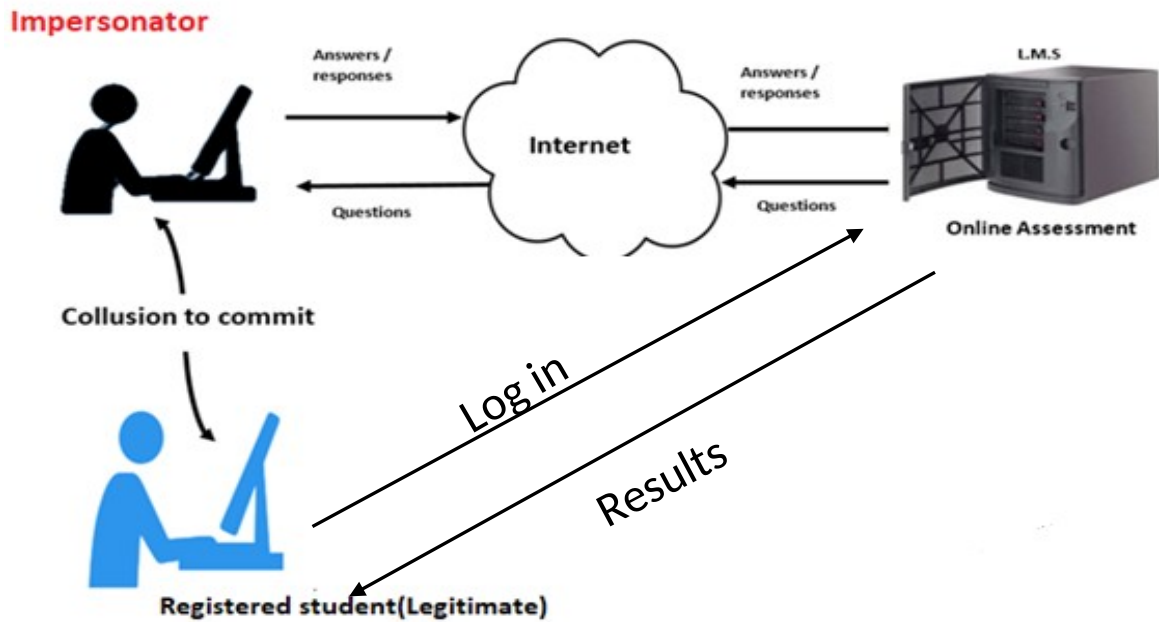 Impersonator
Answers /
responses
Answers /
responses
L.M.S
Internet
Questions
Questions
Online Assessment
Collusion to commit
Log in
Results
Registered student(Legitimate)